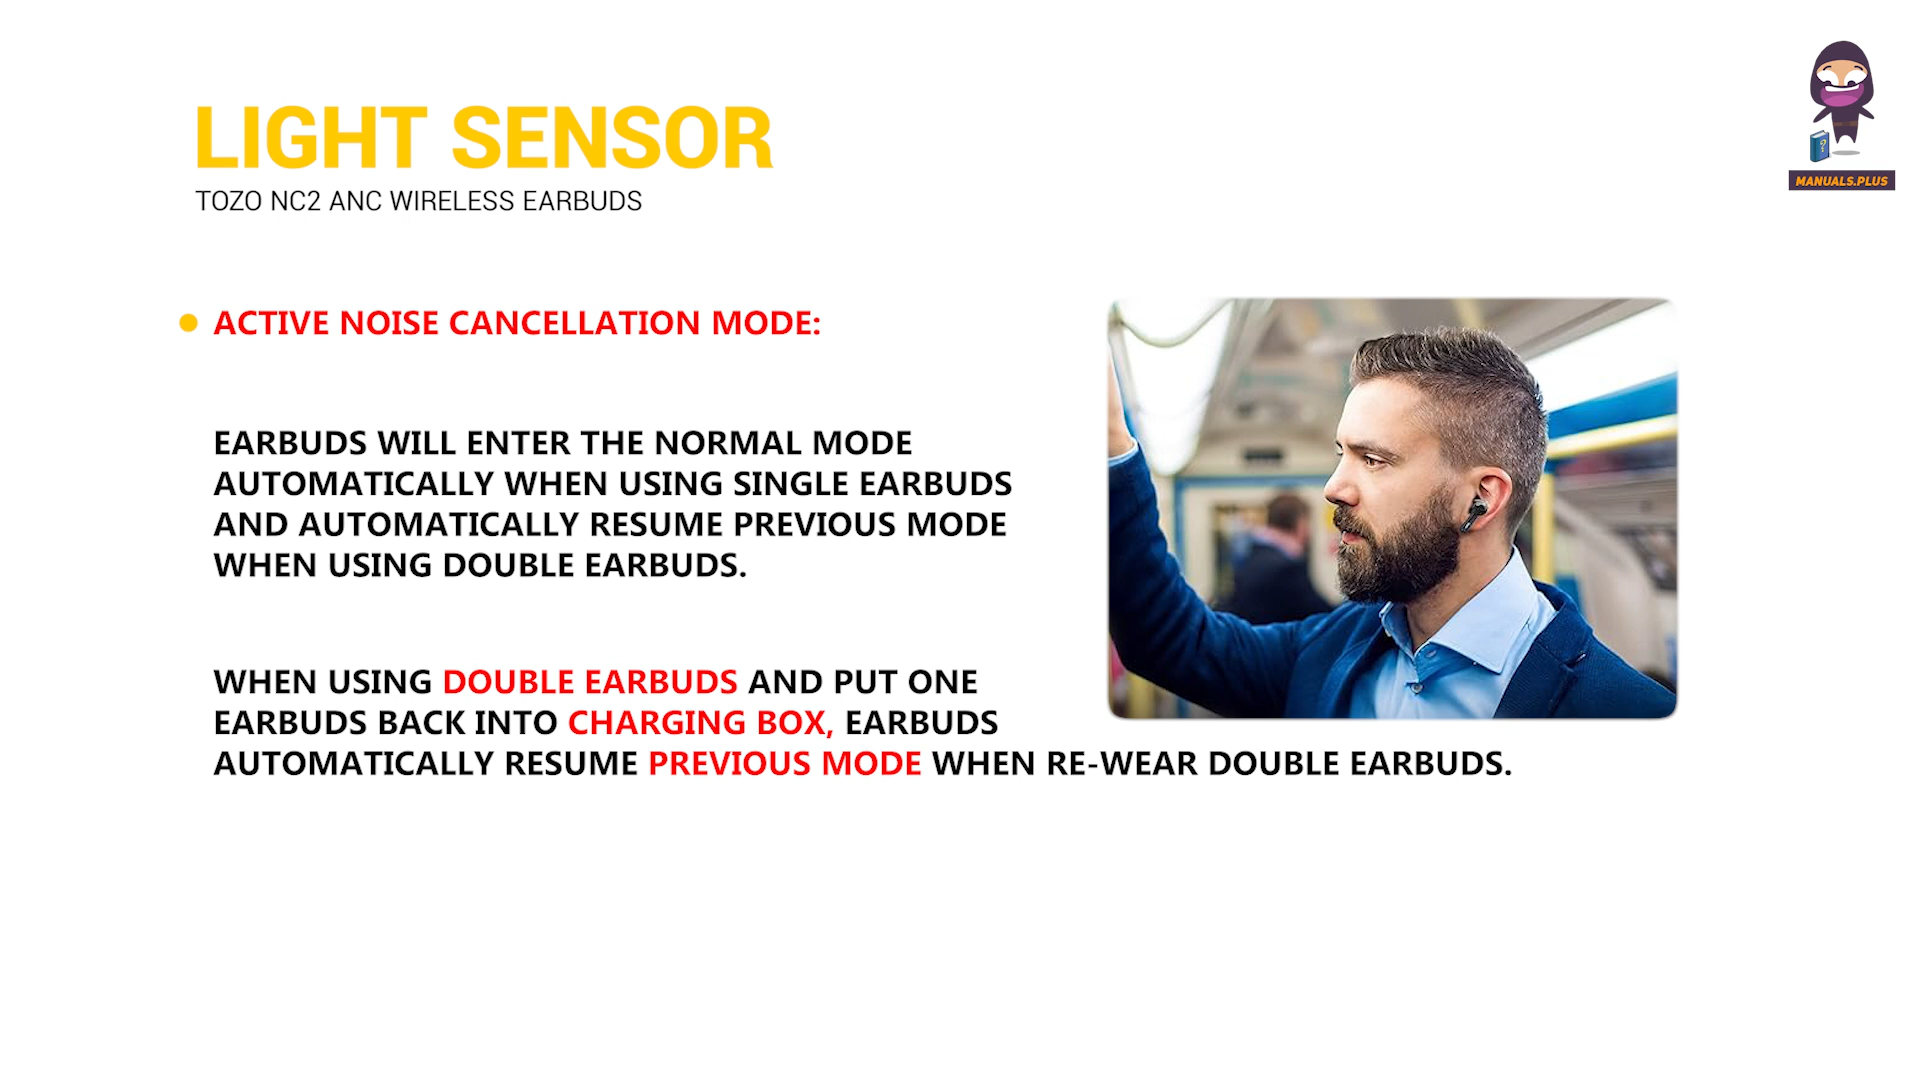 LIGHT SENSOR
TOZO NC2 ANC WIRELESS EARBUDS
MANUALS.PLUS
ACTIVE NOISE CANCELLATION MODE:
EARBUDS WILL ENTER THE NORMAL MODE
AUTOMATICALLY WHEN USING SINGLE EARBUDS
AND AUTOMATICALLY RESUME PREVIOUS MODE
WHEN USING DOUBLE EARBUDS.
WHEN USING DOUBLE EARBUDS AND PUT ONE
EARBUDS BACK INTO CHARGING BOX, EARBUDS
AUTOMATICALLY RESUME PREVIOUS MODE WHEN RE-WEAR DOUBLE EARBUDS.